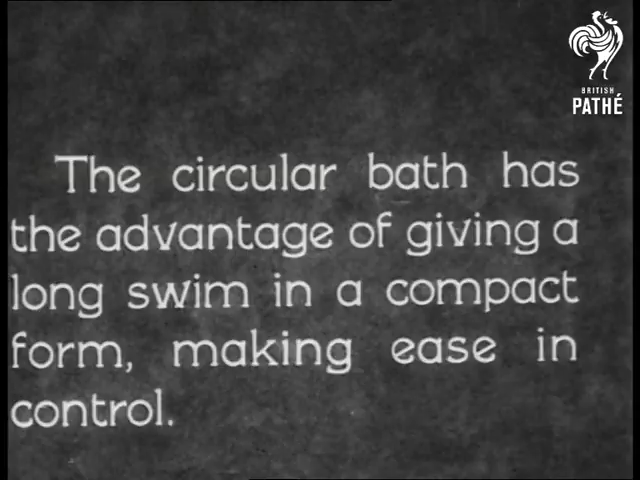 BRITISH
PATHÉ
The circular bath has
the advantage of giving a
long swim in a compact
form, making ease in
control.